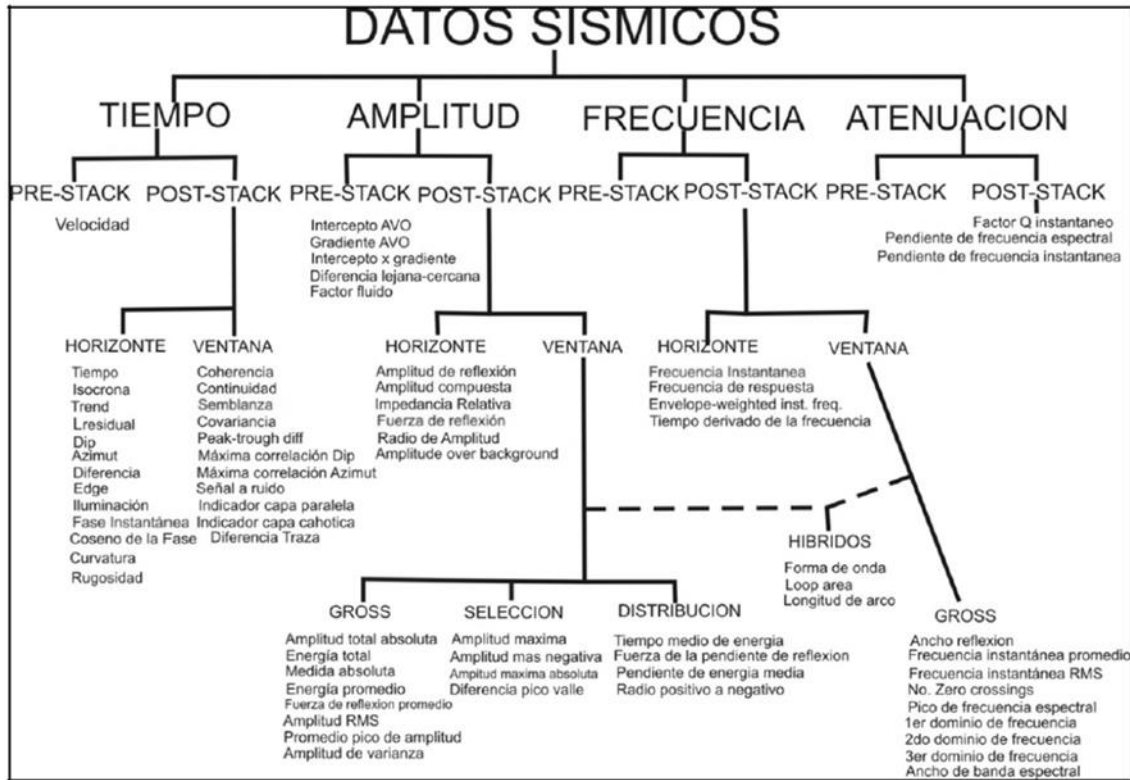 DATOS SISMICOS
TIEMPO
AMPLITUD
FRECUENCIA
ATENUACION
PRE-STACK
POST-STACK
PRE-STACK
POST-STACK
PRE-STACK
POST-STACK
PRE-STACK
POST-STACK
Velocidad
Intercepto AVO
Gradiente AVO
Intercepto x gradiente
Diferencia lejana-cercana
Factor fluido
Factor Q instantaneo
Pendiente de frecuencia espectral
Pendiente de frecuencia instantanea
HORIZONTE
Tiempo
Isocrona
Trend
Lresidual
Dip
Azimut
Diferencia
Edge
Iluminación
Fase Instantánea
Coseno de la Fase
Curvatura
Rugosidad
VENTANA
Coherencia
Continuidad
Semblanza
Covariancia
Peak-trough diff
Máxima correlación Dip
Máxima correlación Azimut
Señal a ruido
Indicador capa paralela
Indicador capa cahotica
Diferencia Traza
HORIZONTE
Amplitud de reflexión
Amplitud compuesta
Impedancia Relativa
Fuerza de reflexión
Radio de Amplitud
Amplitude over background
VENTANA
HORIZONTE
Frecuencia Instantanea
Frecuencia de respuesta
Envelope-weighted inst. freq.
Tiempo derivado de la frecuencia
VENTANA
HIBRIDOS
Forma de onda
Loop area
Longitud de arco
GROSS
Amplitud total absoluta
Energía total
Medida absoluta
Energía promedio
Fuerza de reflexion promedio
Amplitud RMS
Promedio pico de amplitud
Amplitud de varianza
SELECCION
Amplitud maxima
Amplitud mas negativa
Amplitud maxima absoluta
Diferencia pico valle
DISTRIBUCION
Tiempo medio de energia
Fuerza de la pendiente de reflexion
Pendiente de energia media
Radio positivo a negativo
GROSS
Ancho reflexion
Frecuencia instantánea promedio
Frecuencia instantánea RMS
No. Zero crossings
Pico de frecuencia espectral
1er dominio de frecuencia
2do dominio de frecuencia
3er dominio de frecuencia
Ancho de banda espectral